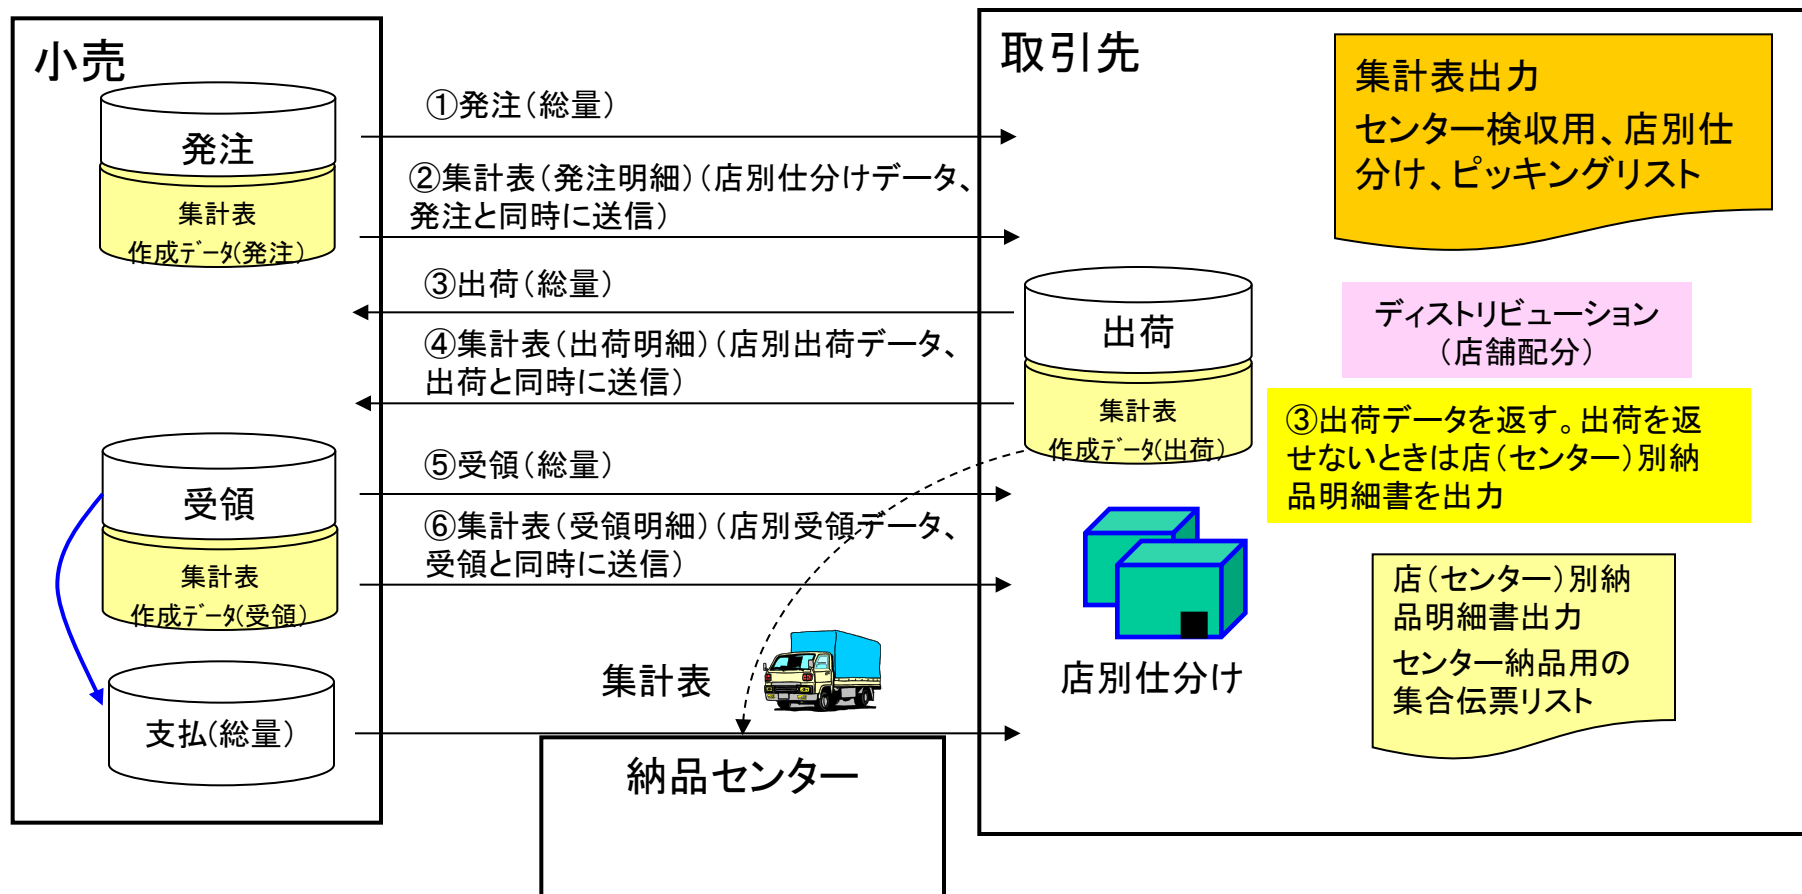 小売
発注
集計表
作成ﾃﾞｰﾀ(発注)
受領
集計表
作成ﾃﾞｰﾀ(受領)
支払(総量)
①発注（総量）
②集計表（発注明細）（店別仕分けデータ、
発注と同時に送信）
③出荷（総量）
④集計表（出荷明細）（店別出荷データ、
出荷と同時に送信）
⑤受領（総量）
⑥集計表（受領明細）（店別受領データ、
受領と同時に送信）
集計表
納品センター
取引先
出荷
集計表
作成ﾃﾞｰﾀ(出荷)
店別仕分け
集計表出力
センター検収用、店別仕
分け、ピッキングリスト
ディストリビューション
（店舗配分）
③出荷データを返す。出荷を返
せないときは店（センター）別納
品明細書を出力
店（センター）別納
品明細書出力
センター納品用の
集合伝票リスト